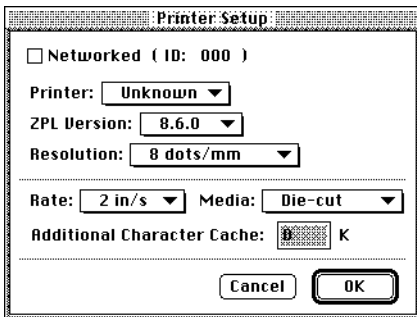 Printer Setup
Networked ( ID: 000 )
Printer: Unknown
ZPL Version: 8.6.0
Resolution: 8 dots/mm
Rate: 2 in/s Media: Die-cut
Additional Character Cache: 0 K
Cancel OK